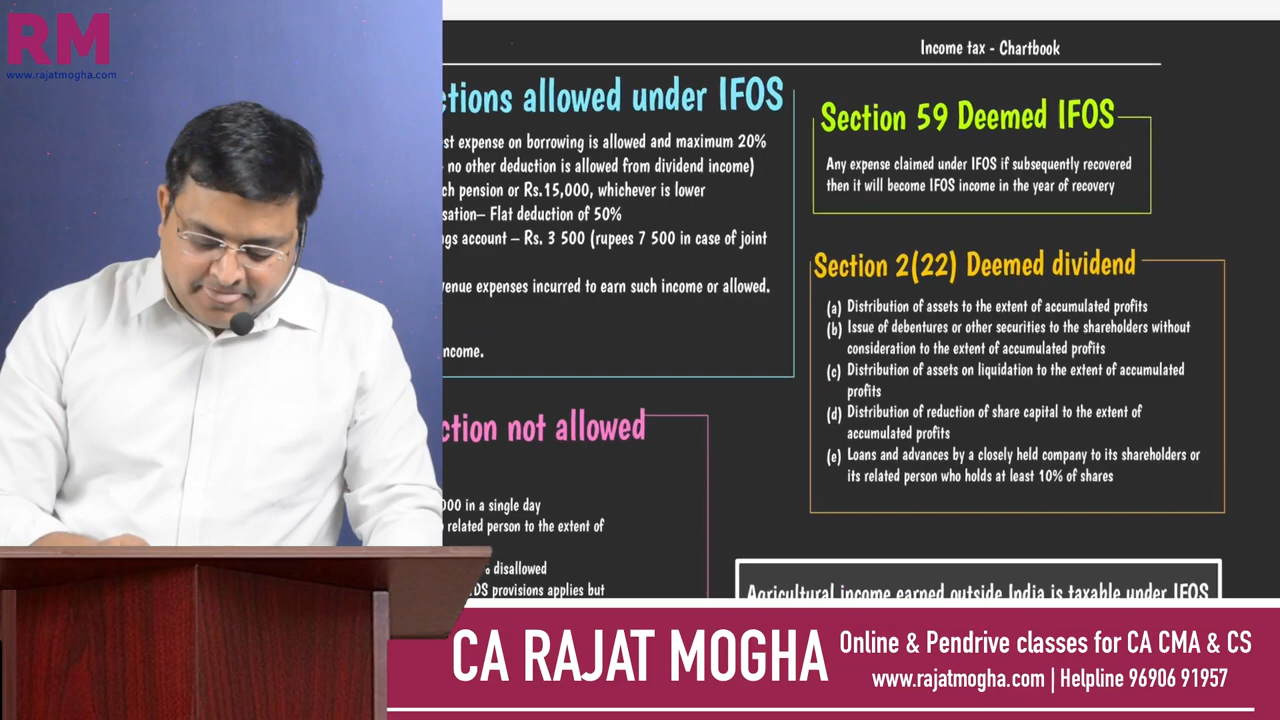 RM
www.rajatmogha.com
Income tax - Chartbook
allowed under IFOS
expense on borrowing is allowed and maximum 20%
no other deduction is allowed from dividend income)
pension or Rs.15,000, whichever is lower
Flat deduction of 50%
account – Rs. 3 500 (rupees 7 500 in case of joint
expenses incurred to earn such income or allowed.
not allowed
in a single day
related person to the extent of
disallowed
provisions applies but
Section 59 Deemed IFOS
Any expense claimed under IFOS if subsequently recovered
then it will become IFOS income in the year of recovery
Section 2(22) Deemed dividend
(a) Distribution of assets to the extent of accumulated profits
(b) Issue of debentures or other securities to the shareholders without
consideration to the extent of accumulated profits
(c) Distribution of assets on liquidation to the extent of accumulated
profits
(d) Distribution of reduction of share capital to the extent of
accumulated profits
(e) Loans and advances by a closely held company to its shareholders or
its related person who holds at least 10% of shares
Agricultural income earned outside India is taxable under IFOS
CA RAJAT MOGHA
Online & Pendrive classes for CA CMA & CS
www.rajatmogha.com | Helpline 96906 91957